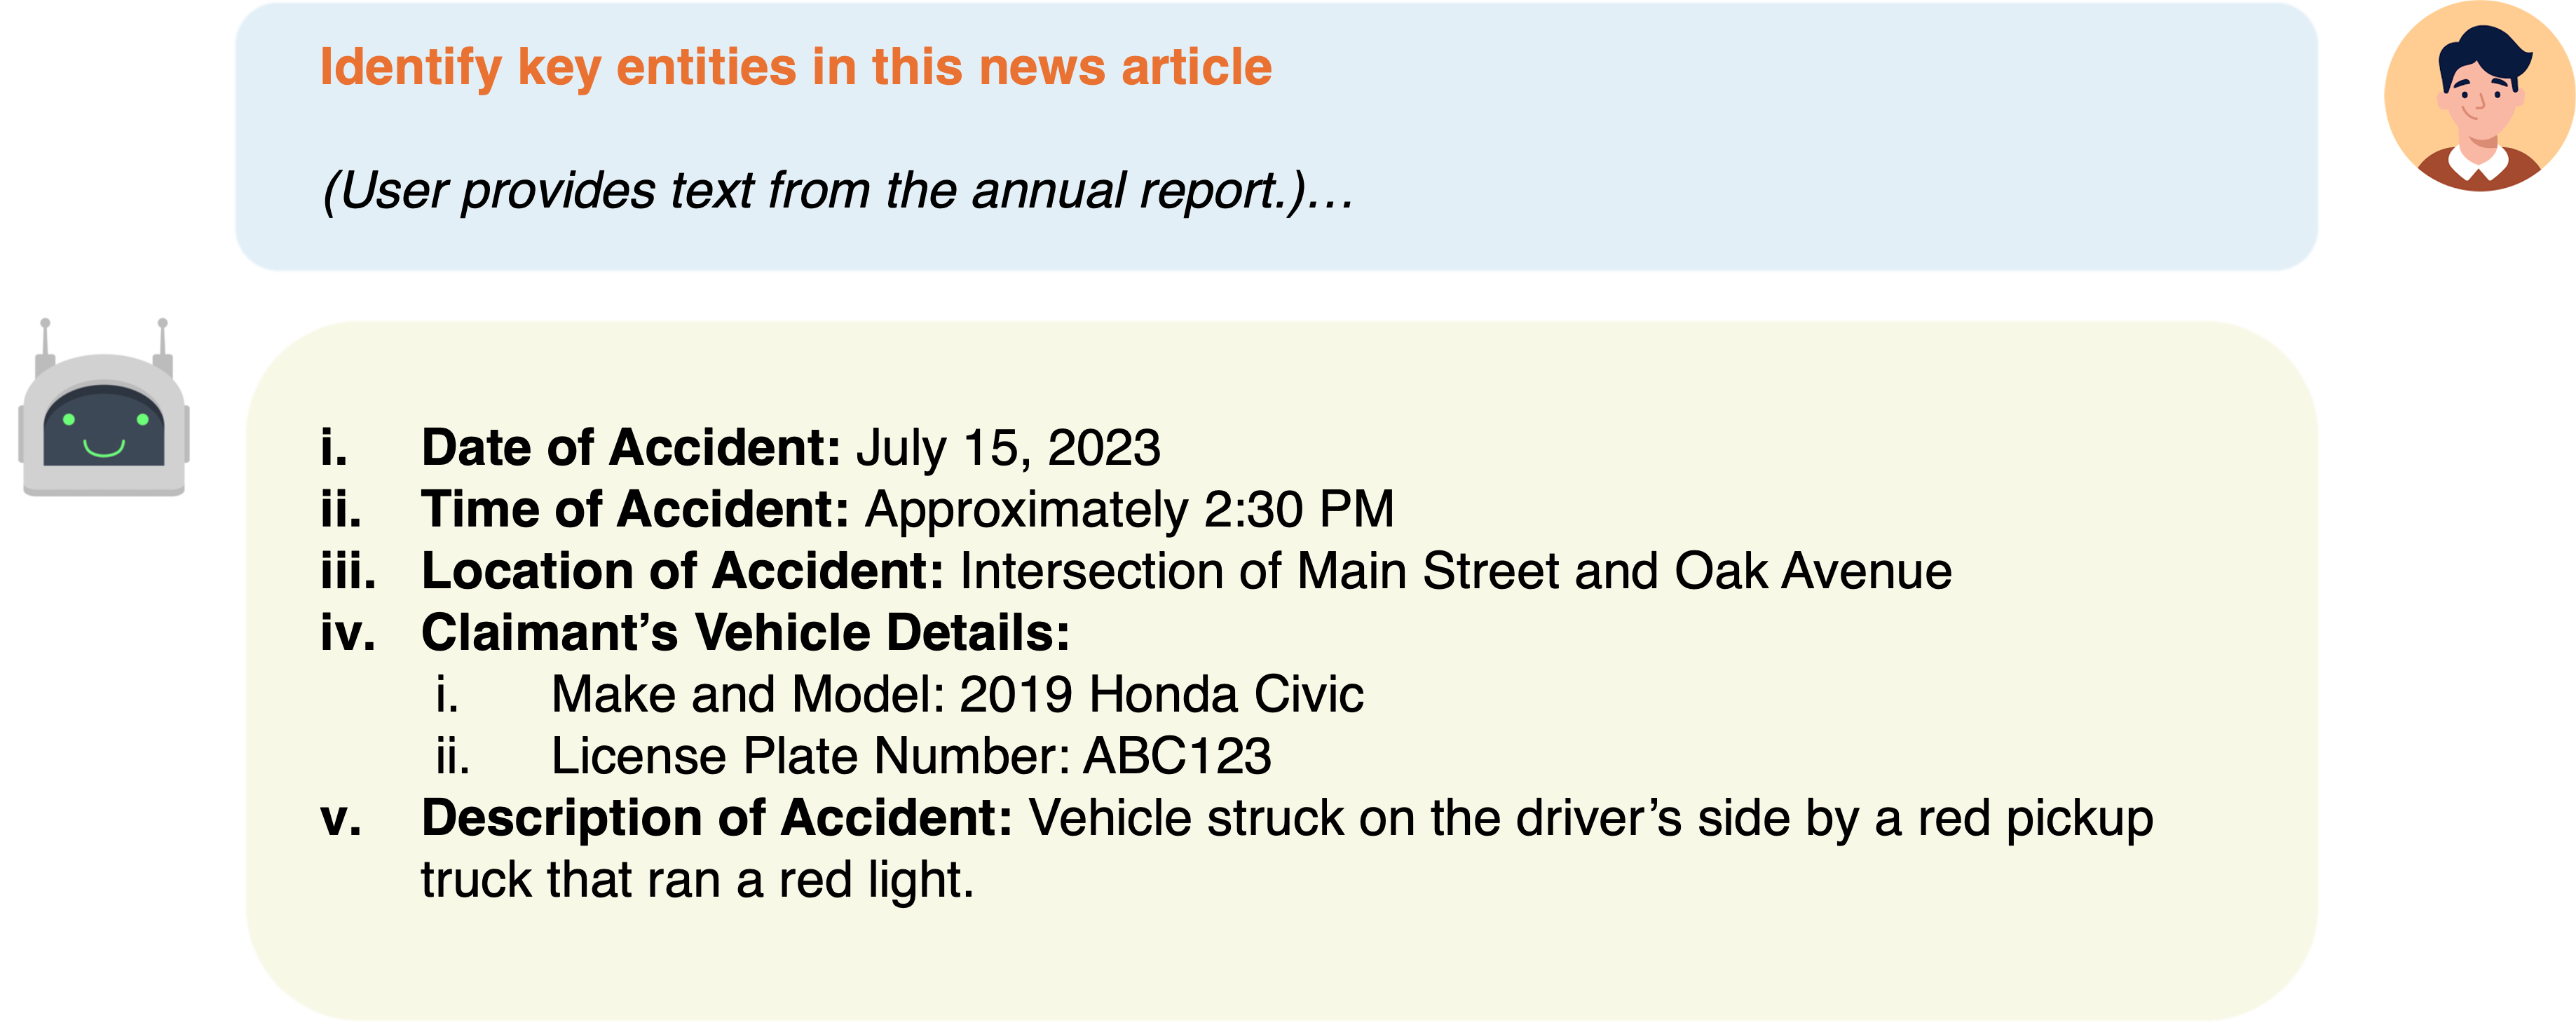 Identify key entities in this news article
(User provides text from the annual report.)…
i. Date of Accident: July 15, 2023
ii. Time of Accident: Approximately 2:30 PM
iii. Location of Accident: Intersection of Main Street and Oak Avenue
iv. Claimant’s Vehicle Details:
i. Make and Model: 2019 Honda Civic
ii. License Plate Number: ABC123
v. Description of Accident: Vehicle struck on the driver’s side by a red pickup
truck that ran a red light.